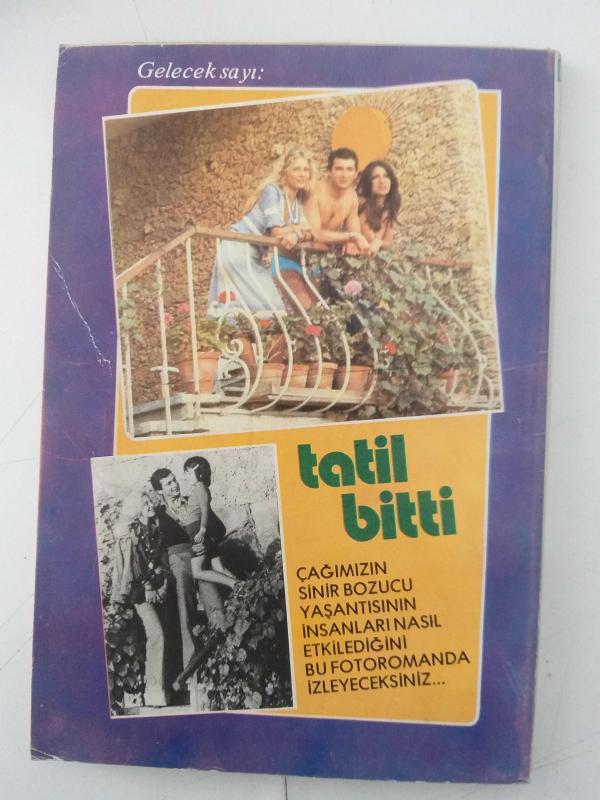 Gelecek sayı:
tatil
bitti
ÇAĞIMIZIN
SİNİR BOZUCU
YAŞANTISININ
İNSANLARI NASIL
ETKİLEDİĞİNİ
BU FOTOROMANDA
İZLEYECEKSİNİZ...